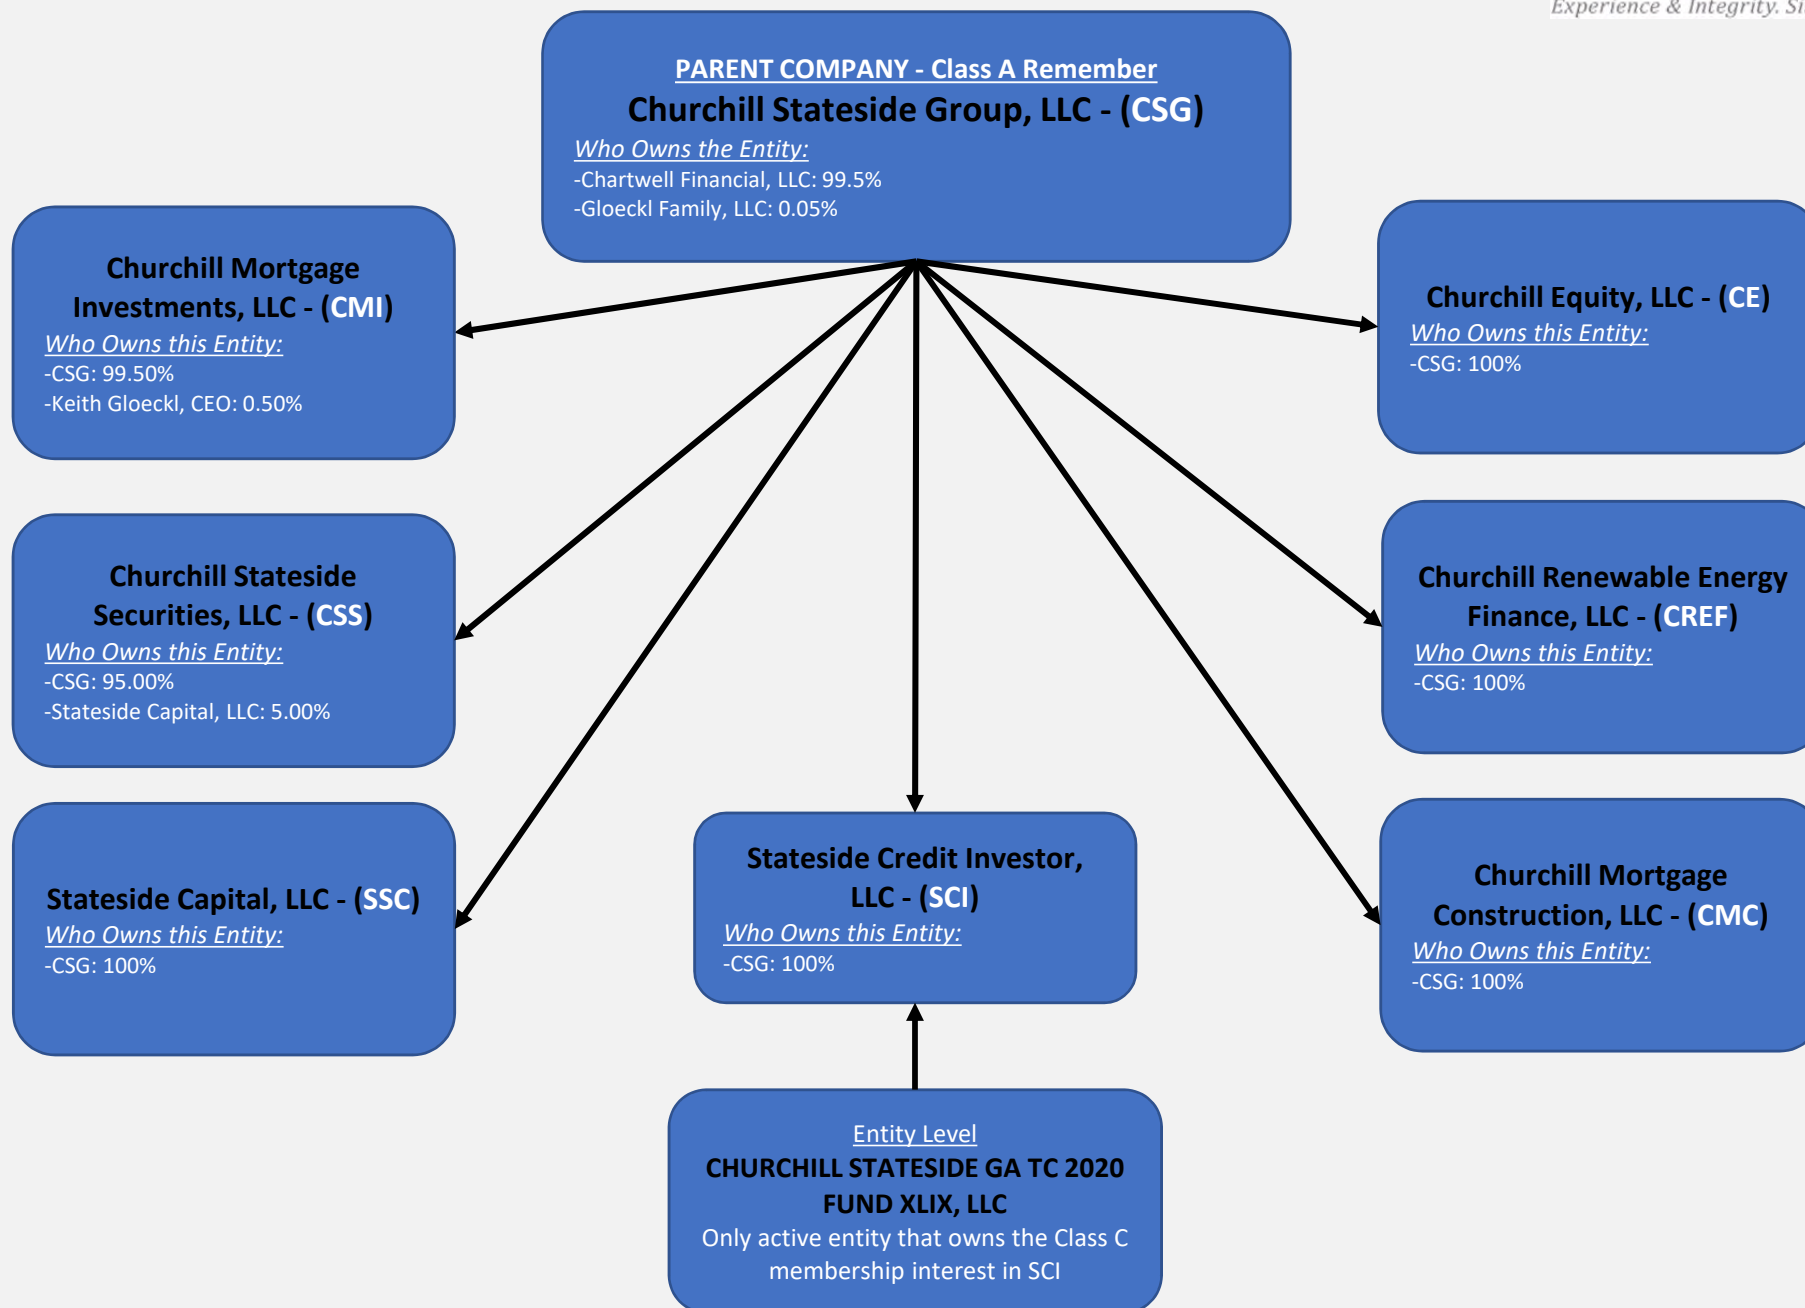 Experience & Integrity.
PARENT COMPANY - Class A Remember
Churchill Stateside Group, LLC - (CSG)
Who Owns the Entity:
-Chartwell Financial, LLC: 99.5%
-Gloeckl Family, LLC: 0.05%
Churchill Mortgage
Investments, LLC - (CMI)
Who Owns this Entity:
-CSG: 99.50%
-Keith Gloeckl, CEO: 0.50%
Churchill Equity, LLC - (CE)
Who Owns this Entity:
-CSG: 100%
Churchill Stateside
Securities, LLC - (CSS)
Who Owns this Entity:
-CSG: 95.00%
-Stateside Capital, LLC: 5.00%
Churchill Renewable Energy
Finance, LLC - (CREF)
Who Owns this Entity:
-CSG: 100%
Stateside Capital, LLC - (SSC)
Who Owns this Entity:
-CSG: 100%
Stateside Credit Investor,
LLC - (SCI)
Who Owns this Entity:
-CSG: 100%
Churchill Mortgage
Construction, LLC - (CMC)
Who Owns this Entity:
-CSG: 100%
Entity Level
CHURCHILL STATESIDE GA TC 2020
FUND XLIX, LLC
Only active entity that owns the Class C
membership interest in SCI